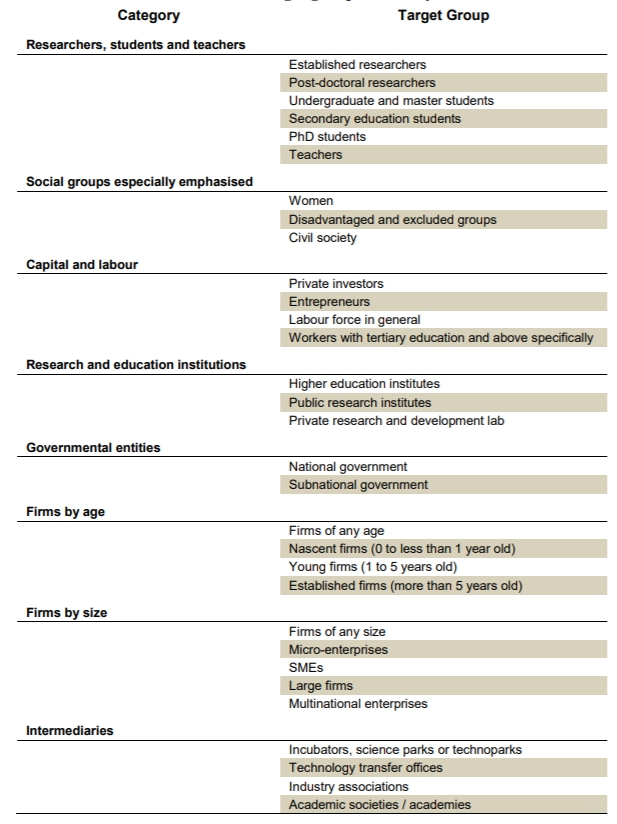 Category Target Group
Researchers, students and teachers
Established researchers
Post-doctoral researchers
Undergraduate and master students
Secondary education students
PhD students
Teachers
Social groups especially emphasised
Women
Disadvantaged and excluded groups
Civil society
Capital and labour
Private investors
Entrepreneurs
Labour force in general
Workers with tertiary education and above specifically
Research and education institutions
Higher education institutes
Public research institutes
Private research and development lab
Governmental entities
National government
Subnational government
Firms by age
Firms of any age
Nascent firms (0 to less than 1 year old)
Young firms (1 to 5 years old)
Established firms (more than 5 years old)
Firms by size
Firms of any size
Micro-enterprises
SMEs
Large firms
Multinational enterprises
Intermediaries
Incubators, science parks or technoparks
Technology transfer offices
Industry associations
Academic societies / academies